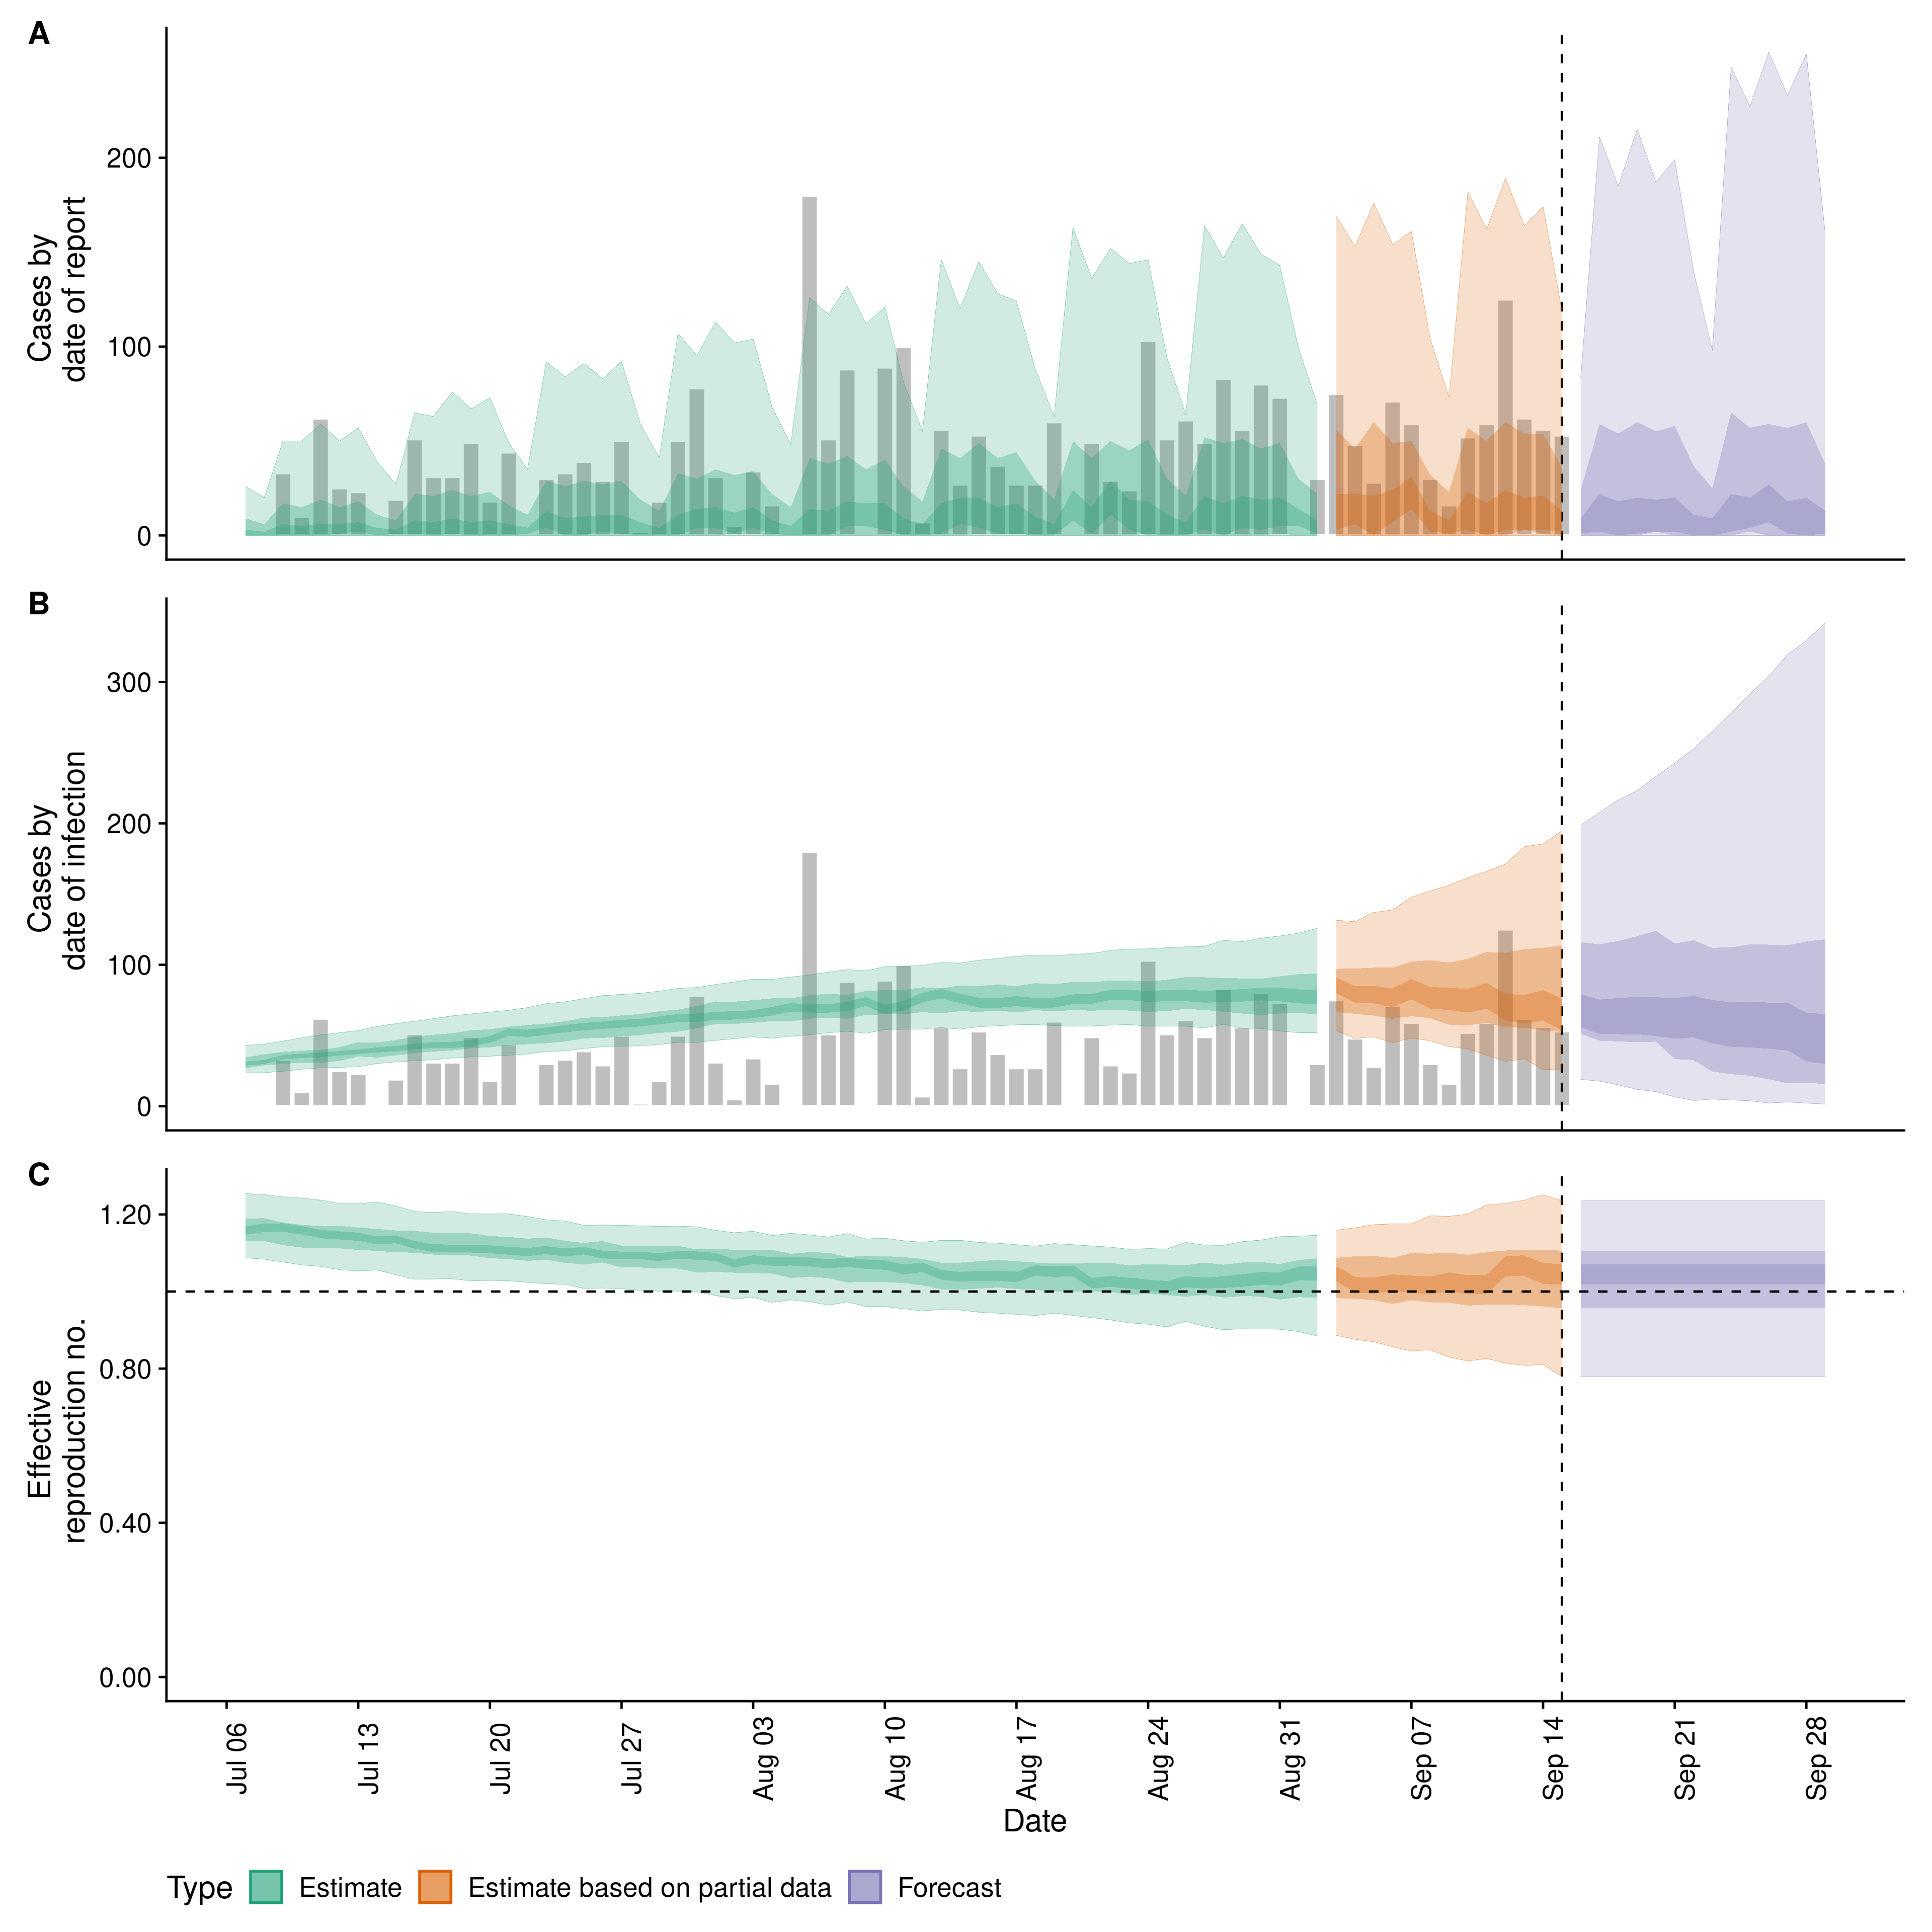 A
Cases by
date of report
200
100
0
B
Cases by
date of infection
300
200
100
0
C
Effective
reproduction no.
1.20
0.80
0.40
0.00
Jul 06
Jul 13
Jul 20
Jul 27
Aug 03
Aug 10
Aug 17
Aug 24
Aug 31
Sep 07
Sep 14
Sep 21
Sep 28
Date
Type Estimate Estimate based on partial data Forecast